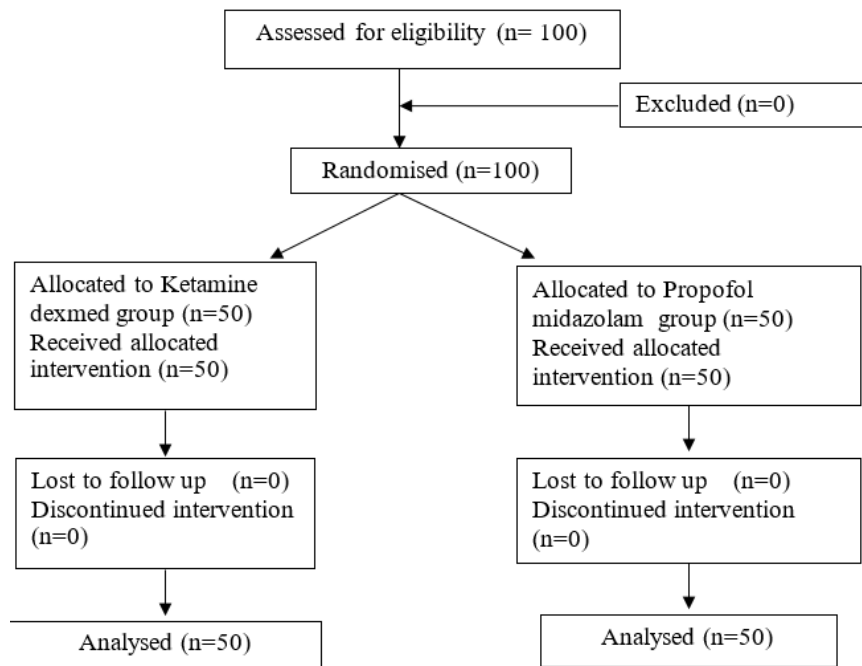 Assessed for eligibility (n= 100)
Excluded (n=0)
Randomised (n=100)
Allocated to Ketamine
dexmed group (n=50)
Received allocated
intervention (n=50)
Allocated to Propofol
midazolam group (n=50)
Received allocated
intervention (n=50)
Lost to follow up (n=0)
Discontinued intervention
(n=0)
Lost to follow up (n=0)
Discontinued intervention
(n=0)
Analysed (n=50)
Analysed (n=50)